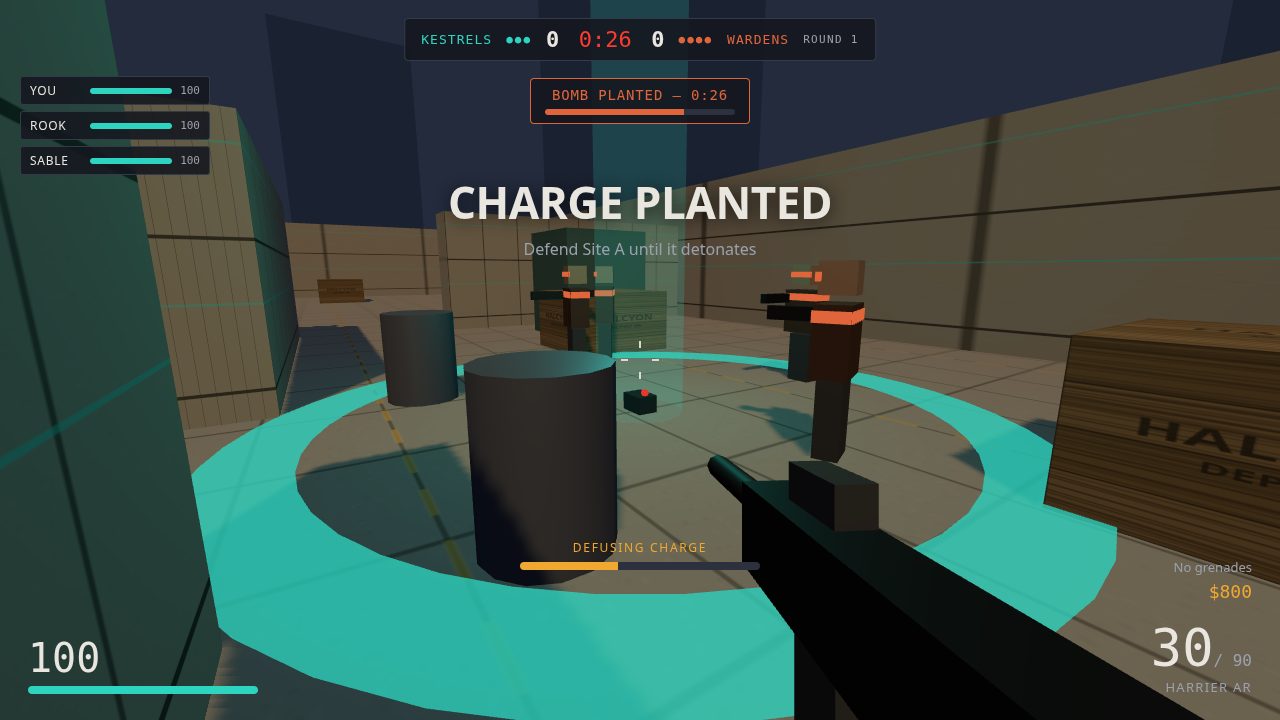 KESTRELS 0 0:26 0 WARDENS ROUND 1
YOU 100
BOMB PLANTED — 0:26
ROOK 100
SABLE 100
CHARGE PLANTED
Defend Site A until it detonates
DEFUSING CHARGE
No grenades
$800
100
30 / 90
HARRIER AR